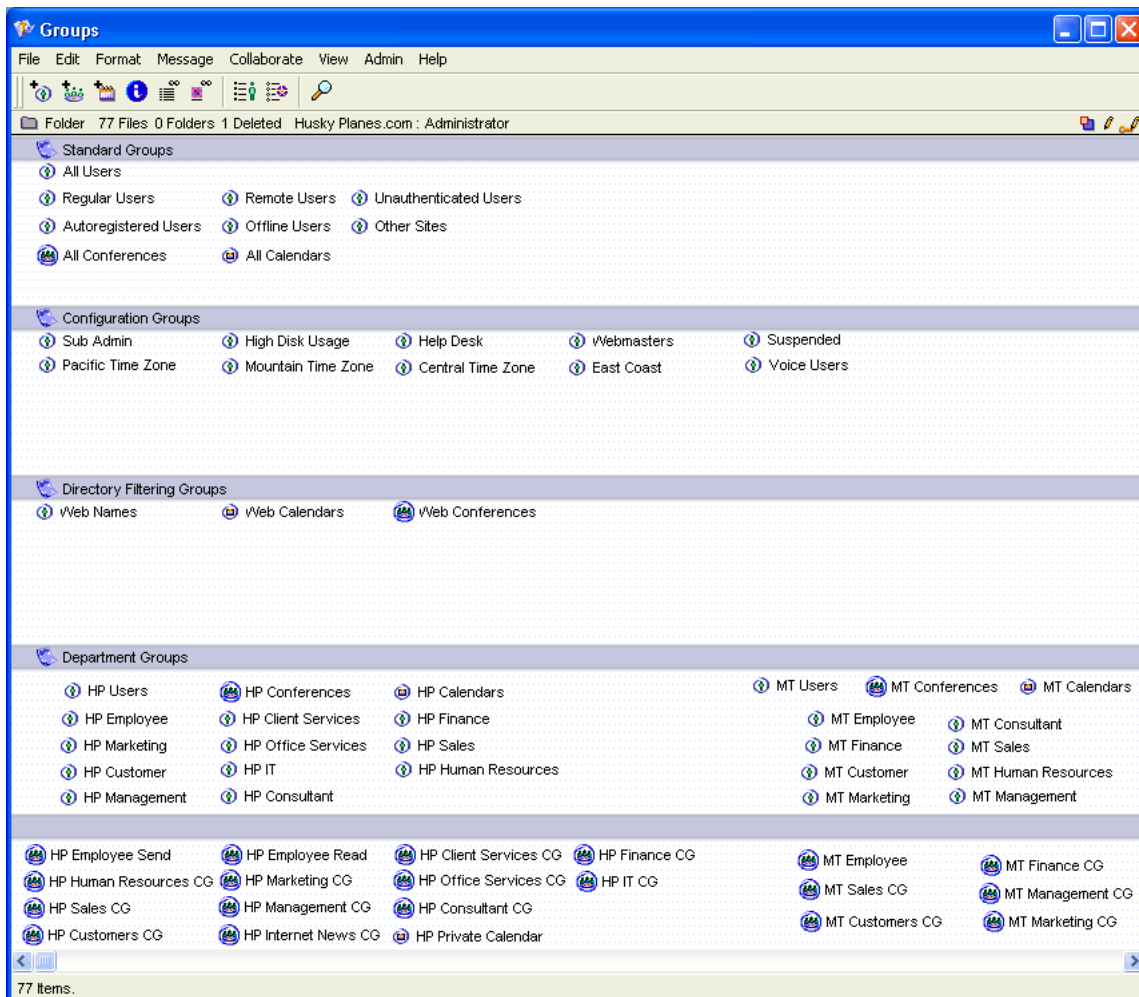 Groups
File Edit Format Message Collaborate View Admin Help
Folder 77 Files 0 Folders 1 Deleted Husky Planes.com : Administrator
Standard Groups
All Users
Regular Users Remote Users Unauthenticated Users
Autoregistered Users Offline Users Other Sites
All Conferences All Calendars
Configuration Groups
Sub Admin High Disk Usage Help Desk Webmasters Suspended
Pacific Time Zone Mountain Time Zone Central Time Zone East Coast Voice Users
Directory Filtering Groups
Web Names Web Calendars Web Conferences
Department Groups
HP Users HP Conferences HP Calendars MT Users MT Conferences MT Calendars
HP Employee HP Client Services HP Finance MT Employee MT Consultant
HP Marketing HP Office Services HP Sales MT Finance MT Sales
HP Customer HP IT HP Human Resources MT Customer MT Human Resources
HP Management HP Consultant MT Marketing MT Management
HP Employee Send HP Employee Read HP Client Services CG HP Finance CG MT Employee MT Finance CG
HP Human Resources CG HP Marketing CG HP Office Services CG HP IT CG MT Sales CG MT Management CG
HP Sales CG HP Management CG HP Consultant CG MT Customers CG MT Marketing CG
HP Customers CG HP Internet News CG HP Private Calendar
77 Items.